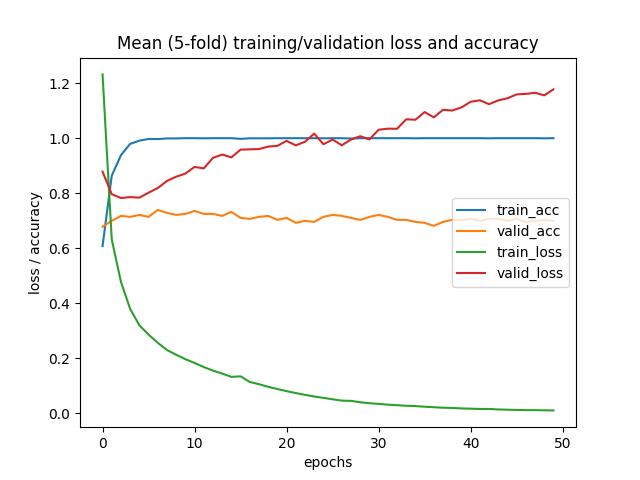 Mean (5-fold) training/validation loss and accuracy
1.2
1.0
0.8
0.6
0.4
0.2
0.0
loss / accuracy
train_acc
valid_acc
train_loss
valid_loss
0 10 20 30 40 50
epochs